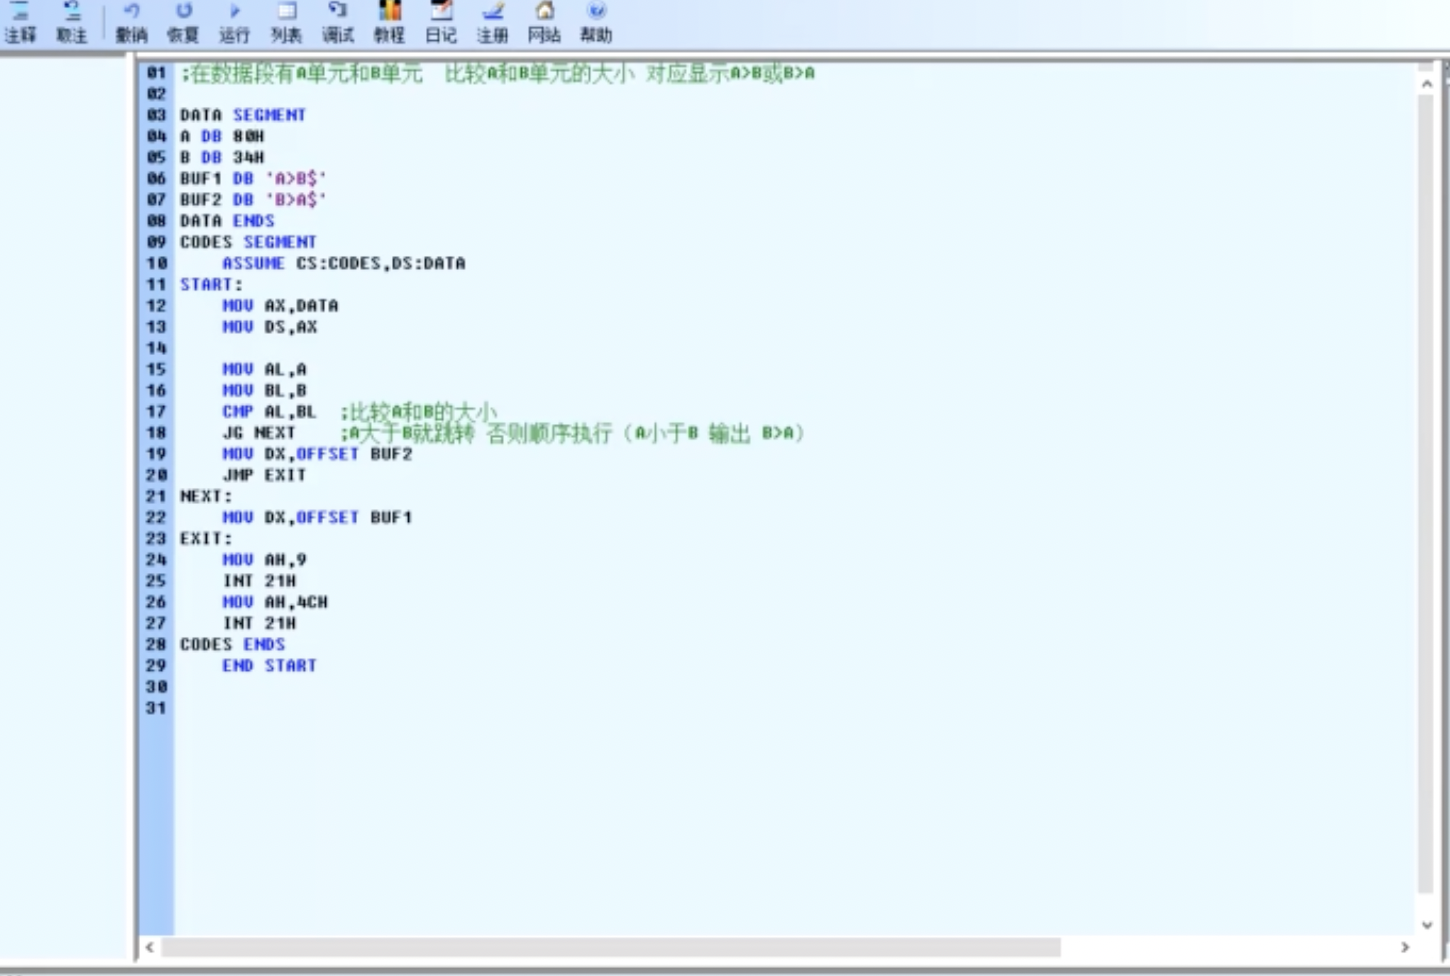 注释 取注 撤销 恢复 运行 列表 调试 教程 日记 注册 网站 帮助
01 ;在数据段有A单元和B单元  比较A和B单元的大小 对应显示A>B或B>A
02
03 DATA SEGMENT
04 A DB 80H
05 B DB 34H
06 BUF1 DB 'A>B$'
07 BUF2 DB 'B>A$'
08 DATA ENDS
09 CODES SEGMENT
10     ASSUME CS:CODES,DS:DATA
11 START:
12     MOV AX,DATA
13     MOV DS,AX
14
15     MOV AL,A
16     MOV BL,B
17     CMP AL,BL  ;比较A和B的大小
18     JG NEXT    ;A大于B就跳转 否则顺序执行（A小于B 输出 B>A）
19     MOV DX,OFFSET BUF2
20     JMP EXIT
21 NEXT:
22     MOV DX,OFFSET BUF1
23 EXIT:
24     MOV AH,9
25     INT 21H
26     MOV AH,4CH
27     INT 21H
28 CODES ENDS
29     END START
30
31